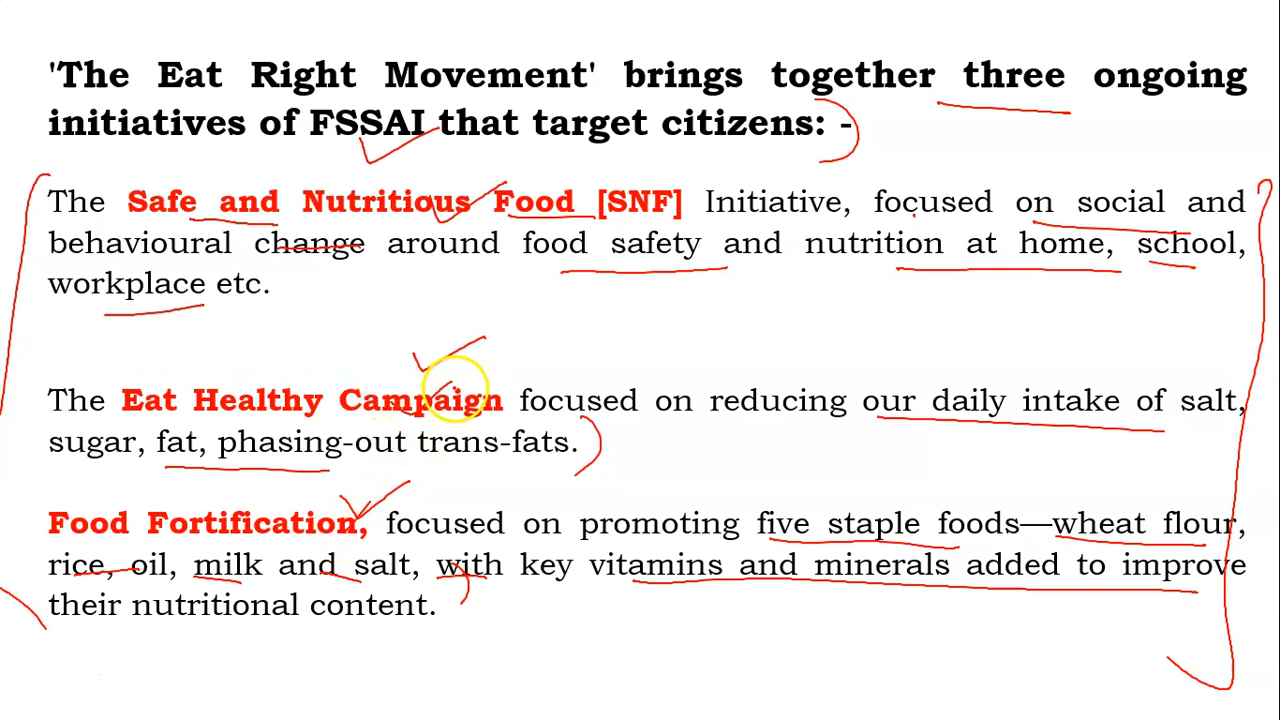 'The Eat Right Movement' brings together three ongoing
initiatives of FSSAI that target citizens: -
The Safe and Nutritious Food [SNF] Initiative, focused on social and
behavioural change around food safety and nutrition at home, school,
workplace etc.
The Eat Healthy Campaign focused on reducing our daily intake of salt,
sugar, fat, phasing-out trans-fats.
Food Fortification, focused on promoting five staple foods—wheat flour,
rice, oil, milk and salt, with key vitamins and minerals added to improve
their nutritional content.